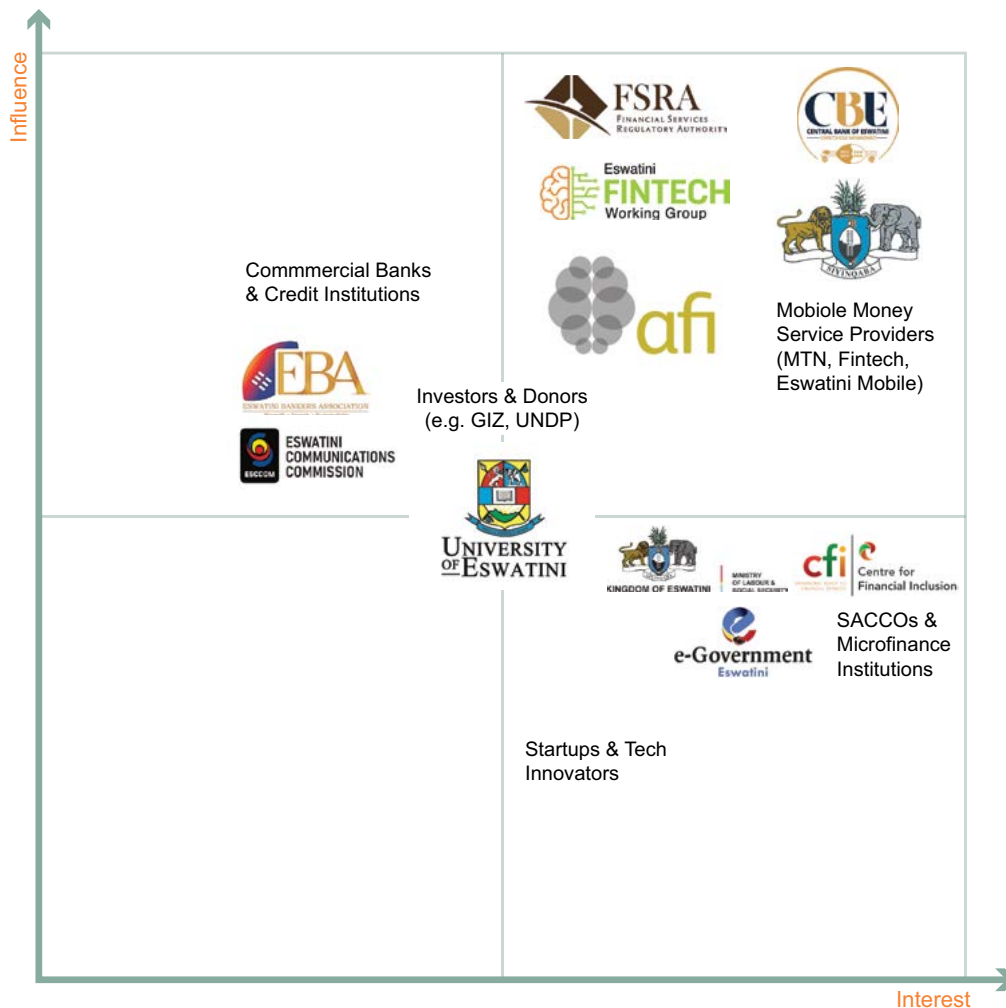 Influence
FSRA
FINANCIAL SERVICES
REGULATORY AUTHORITY
CBE
CENTRAL BANK OF ESWATINI
Eswatini
FINTECH
Working Group
SIYINQABA
Commmercial Banks
& Credit Institutions
afi
Mobiole Money
Service Providers
(MTN, Fintech,
Eswatini Mobile)
EBA
ESWATINI BANKERS ASSOCIATION
Investors & Donors
(e.g. GIZ, UNDP)
ESCCOM
ESWATINI
COMMUNICATIONS
COMMISSION
UNIVERSITY
OF ESWATINI
KINGDOM OF ESWATINI
MINISTRY
OF LABOUR &
SOCIAL SECURITY
cfi
Centre for
Financial Inclusion
e-Government
Eswatini
SACCOs &
Microfinance
Institutions
Startups & Tech
Innovators
Interest